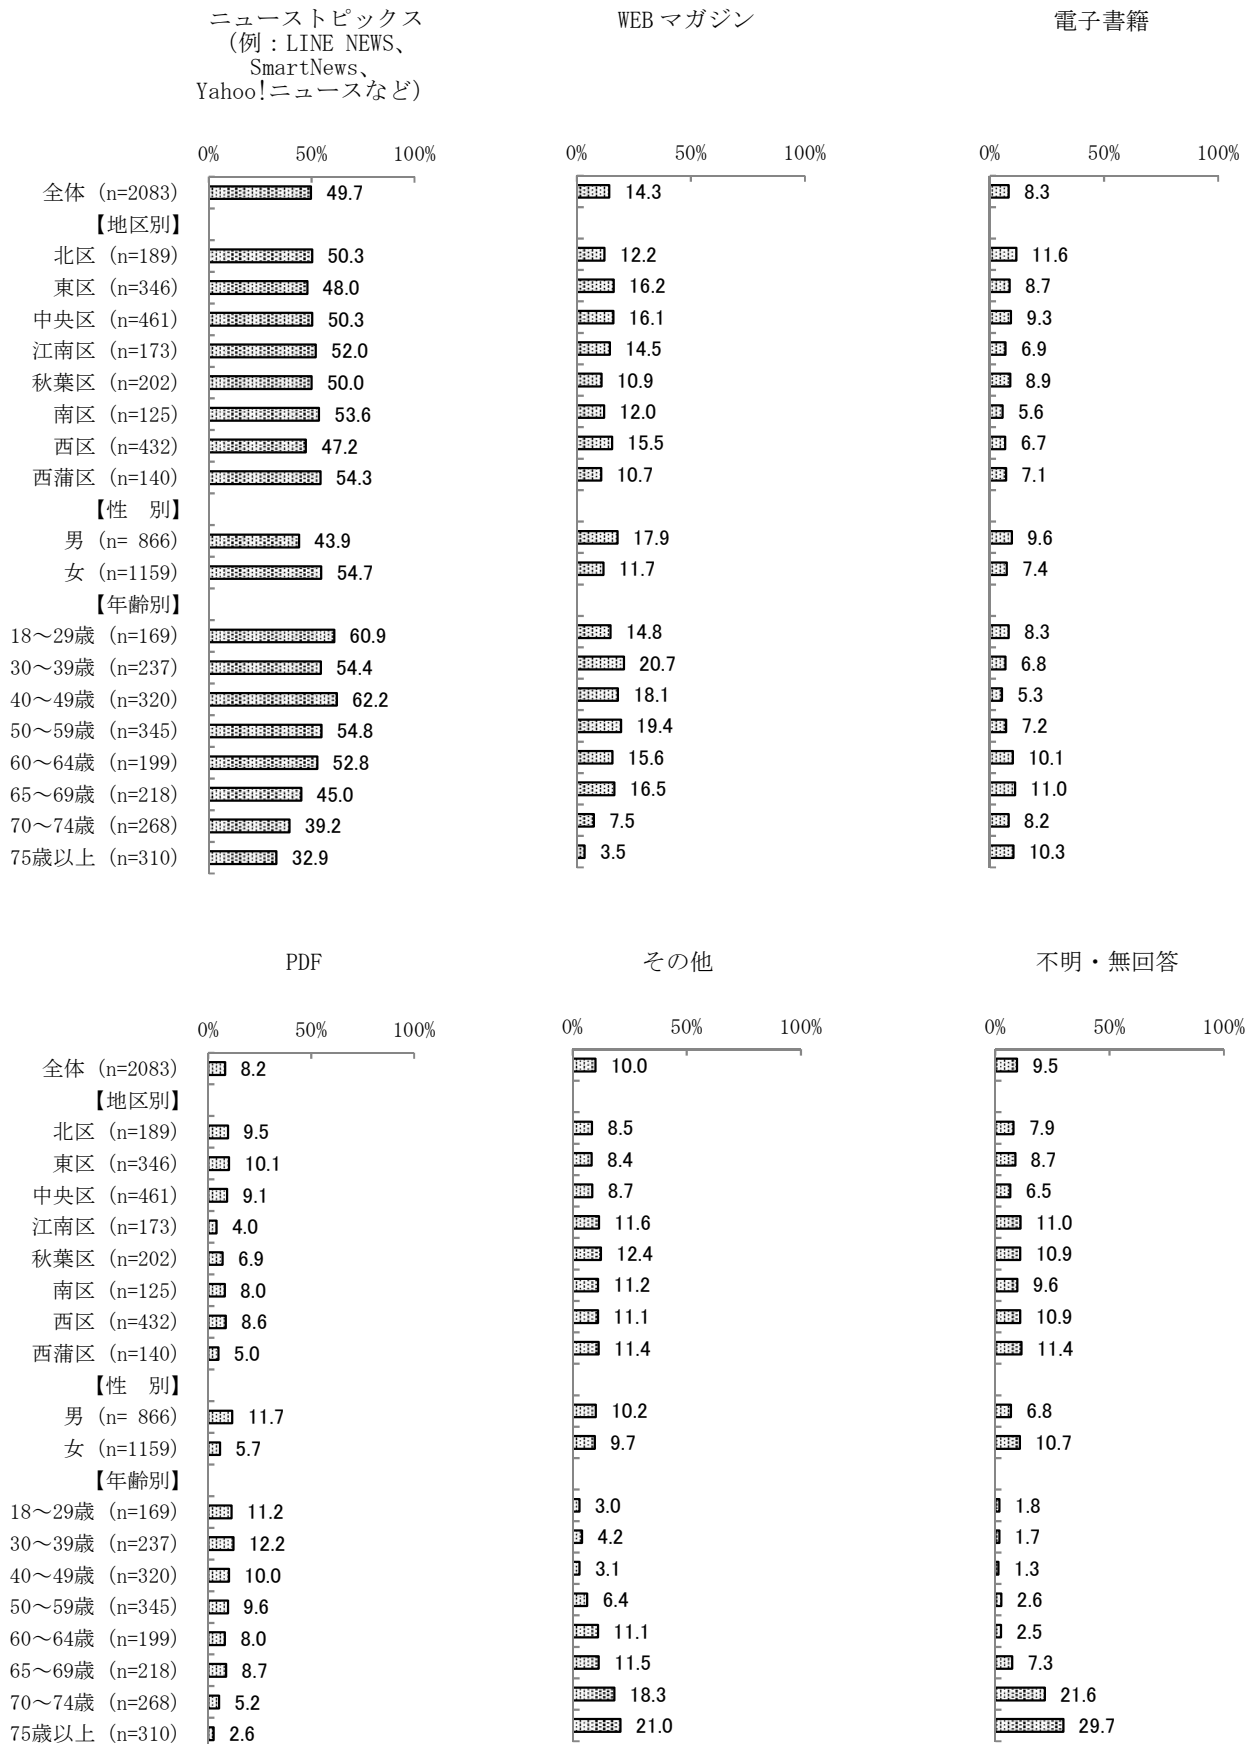 ニューストピックス
（例：LINE NEWS、
SmartNews、
Yahoo!ニュースなど）
WEBマガジン
電子書籍
0% 50% 100% 0% 50% 100% 0% 50% 100%
全体 (n=2083) 49.7 14.3 8.3
【地区別】
北区 (n=189) 50.3 12.2 11.6
東区 (n=346) 48.0 16.2 8.7
中央区 (n=461) 50.3 16.1 9.3
江南区 (n=173) 52.0 14.5 6.9
秋葉区 (n=202) 50.0 10.9 8.9
南区 (n=125) 53.6 12.0 5.6
西区 (n=432) 47.2 15.5 6.7
西蒲区 (n=140) 54.3 10.7 7.1
【性　別】
男 (n= 866) 43.9 17.9 9.6
女 (n=1159) 54.7 11.7 7.4
【年齢別】
18～29歳 (n=169) 60.9 14.8 8.3
30～39歳 (n=237) 54.4 20.7 6.8
40～49歳 (n=320) 62.2 18.1 5.3
50～59歳 (n=345) 54.8 19.4 7.2
60～64歳 (n=199) 52.8 15.6 10.1
65～69歳 (n=218) 45.0 16.5 11.0
70～74歳 (n=268) 39.2 7.5 8.2
75歳以上 (n=310) 32.9 3.5 10.3
PDF その他 不明・無回答
0% 50% 100% 0% 50% 100% 0% 50% 100%
全体 (n=2083) 8.2 10.0 9.5
【地区別】
北区 (n=189) 9.5 8.5 7.9
東区 (n=346) 10.1 8.4 8.7
中央区 (n=461) 9.1 8.7 6.5
江南区 (n=173) 4.0 11.6 11.0
秋葉区 (n=202) 6.9 12.4 10.9
南区 (n=125) 8.0 11.2 9.6
西区 (n=432) 8.6 11.1 10.9
西蒲区 (n=140) 5.0 11.4 11.4
【性　別】
男 (n= 866) 11.7 10.2 6.8
女 (n=1159) 5.7 9.7 10.7
【年齢別】
18～29歳 (n=169) 11.2 3.0 1.8
30～39歳 (n=237) 12.2 4.2 1.7
40～49歳 (n=320) 10.0 3.1 1.3
50～59歳 (n=345) 9.6 6.4 2.6
60～64歳 (n=199) 8.0 11.1 2.5
65～69歳 (n=218) 8.7 11.5 7.3
70～74歳 (n=268) 5.2 18.3 21.6
75歳以上 (n=310) 2.6 21.0 29.7